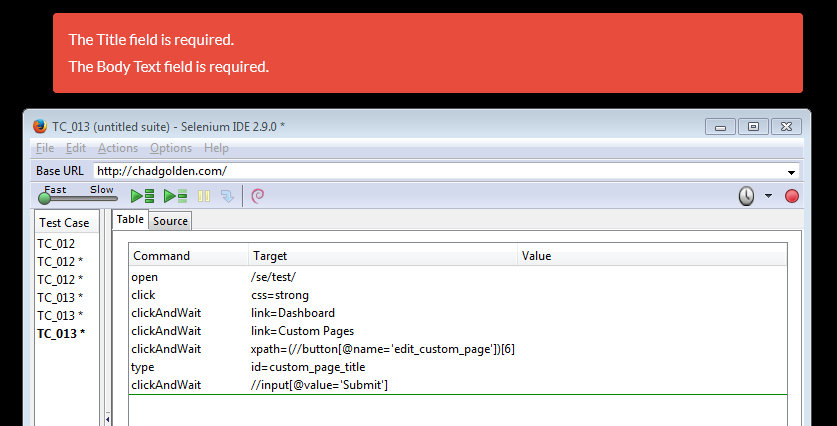 The Title field is required.
The Body Text field is required.
TC_013 (untitled suite) - Selenium IDE 2.9.0 *
File Edit Actions Options Help
Base URL http://chadgolden.com/
Fast Slow
Test Case Table Source
Command Target Value
TC_012
TC_012 *
TC_012 *
TC_013 *
TC_013 *
TC_013 *
open /se/test/
click css=strong
clickAndWait link=Dashboard
clickAndWait link=Custom Pages
clickAndWait xpath=(//button[@name='edit_custom_page'])[6]
type id=custom_page_title
clickAndWait //input[@value='Submit']